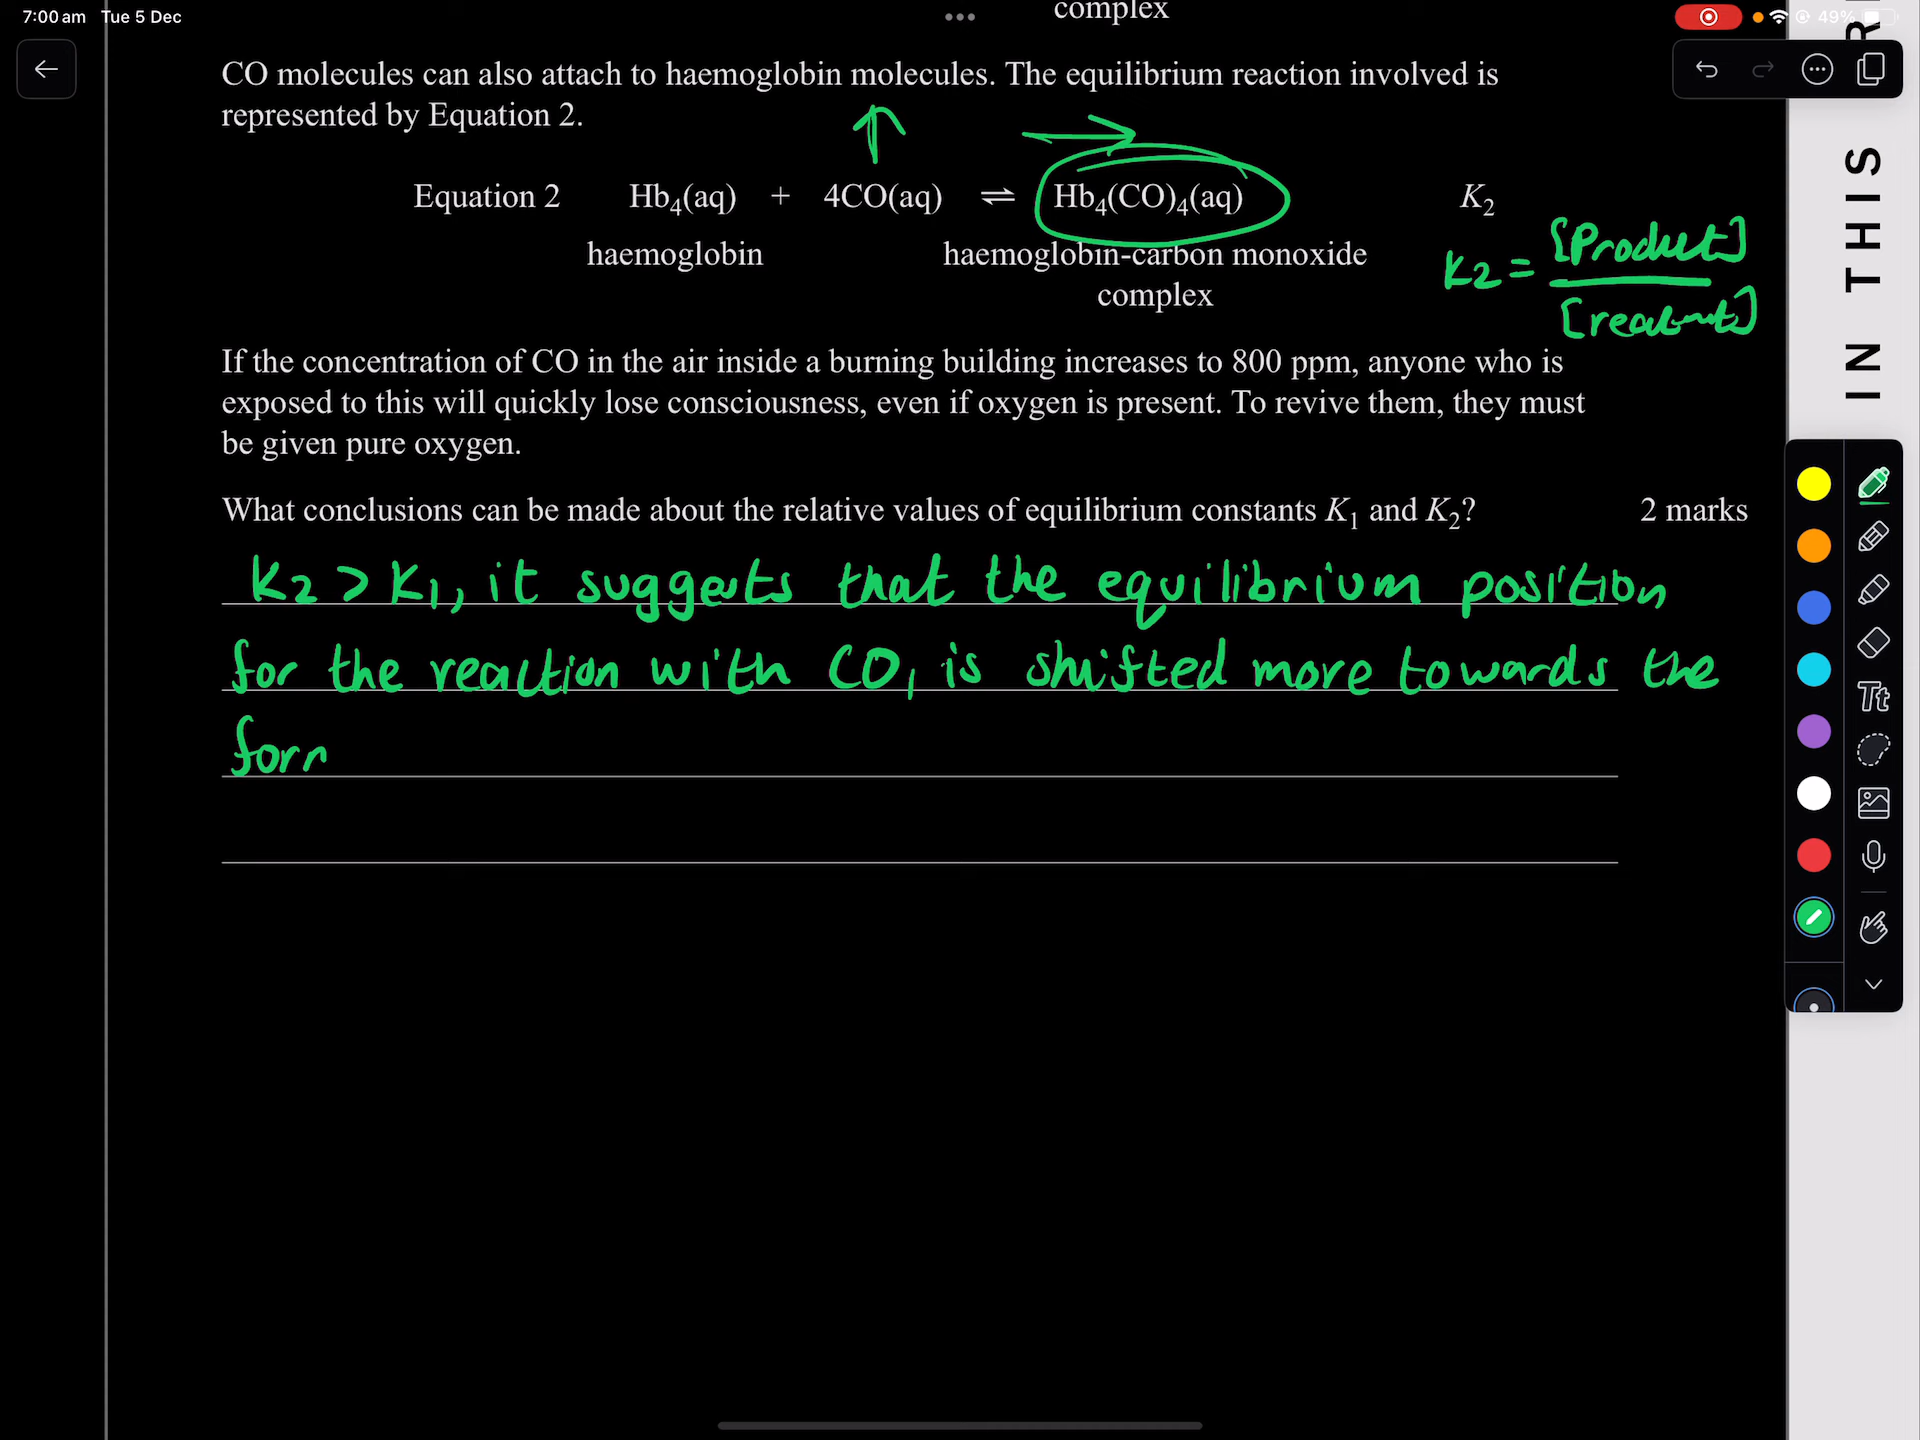 7:00 am Tue 5 Dec
49%
complex
CO molecules can also attach to haemoglobin molecules. The equilibrium reaction involved is
represented by Equation 2.
Equation 2 Hb₄(aq) + 4CO(aq) ⇌ Hb₄(CO)₄(aq) K₂
haemoglobin haemoglobin-carbon monoxide
complex
K2 = [Product]
[reactant]
If the concentration of CO in the air inside a burning building increases to 800 ppm, anyone who is
exposed to this will quickly lose consciousness, even if oxygen is present. To revive them, they must
be given pure oxygen.
What conclusions can be made about the relative values of equilibrium constants K₁ and K₂? 2 marks
K2 > K1, it suggests that the equilibrium position
for the reaction with CO, is shifted more towards the
forn
IN THIS
Tt